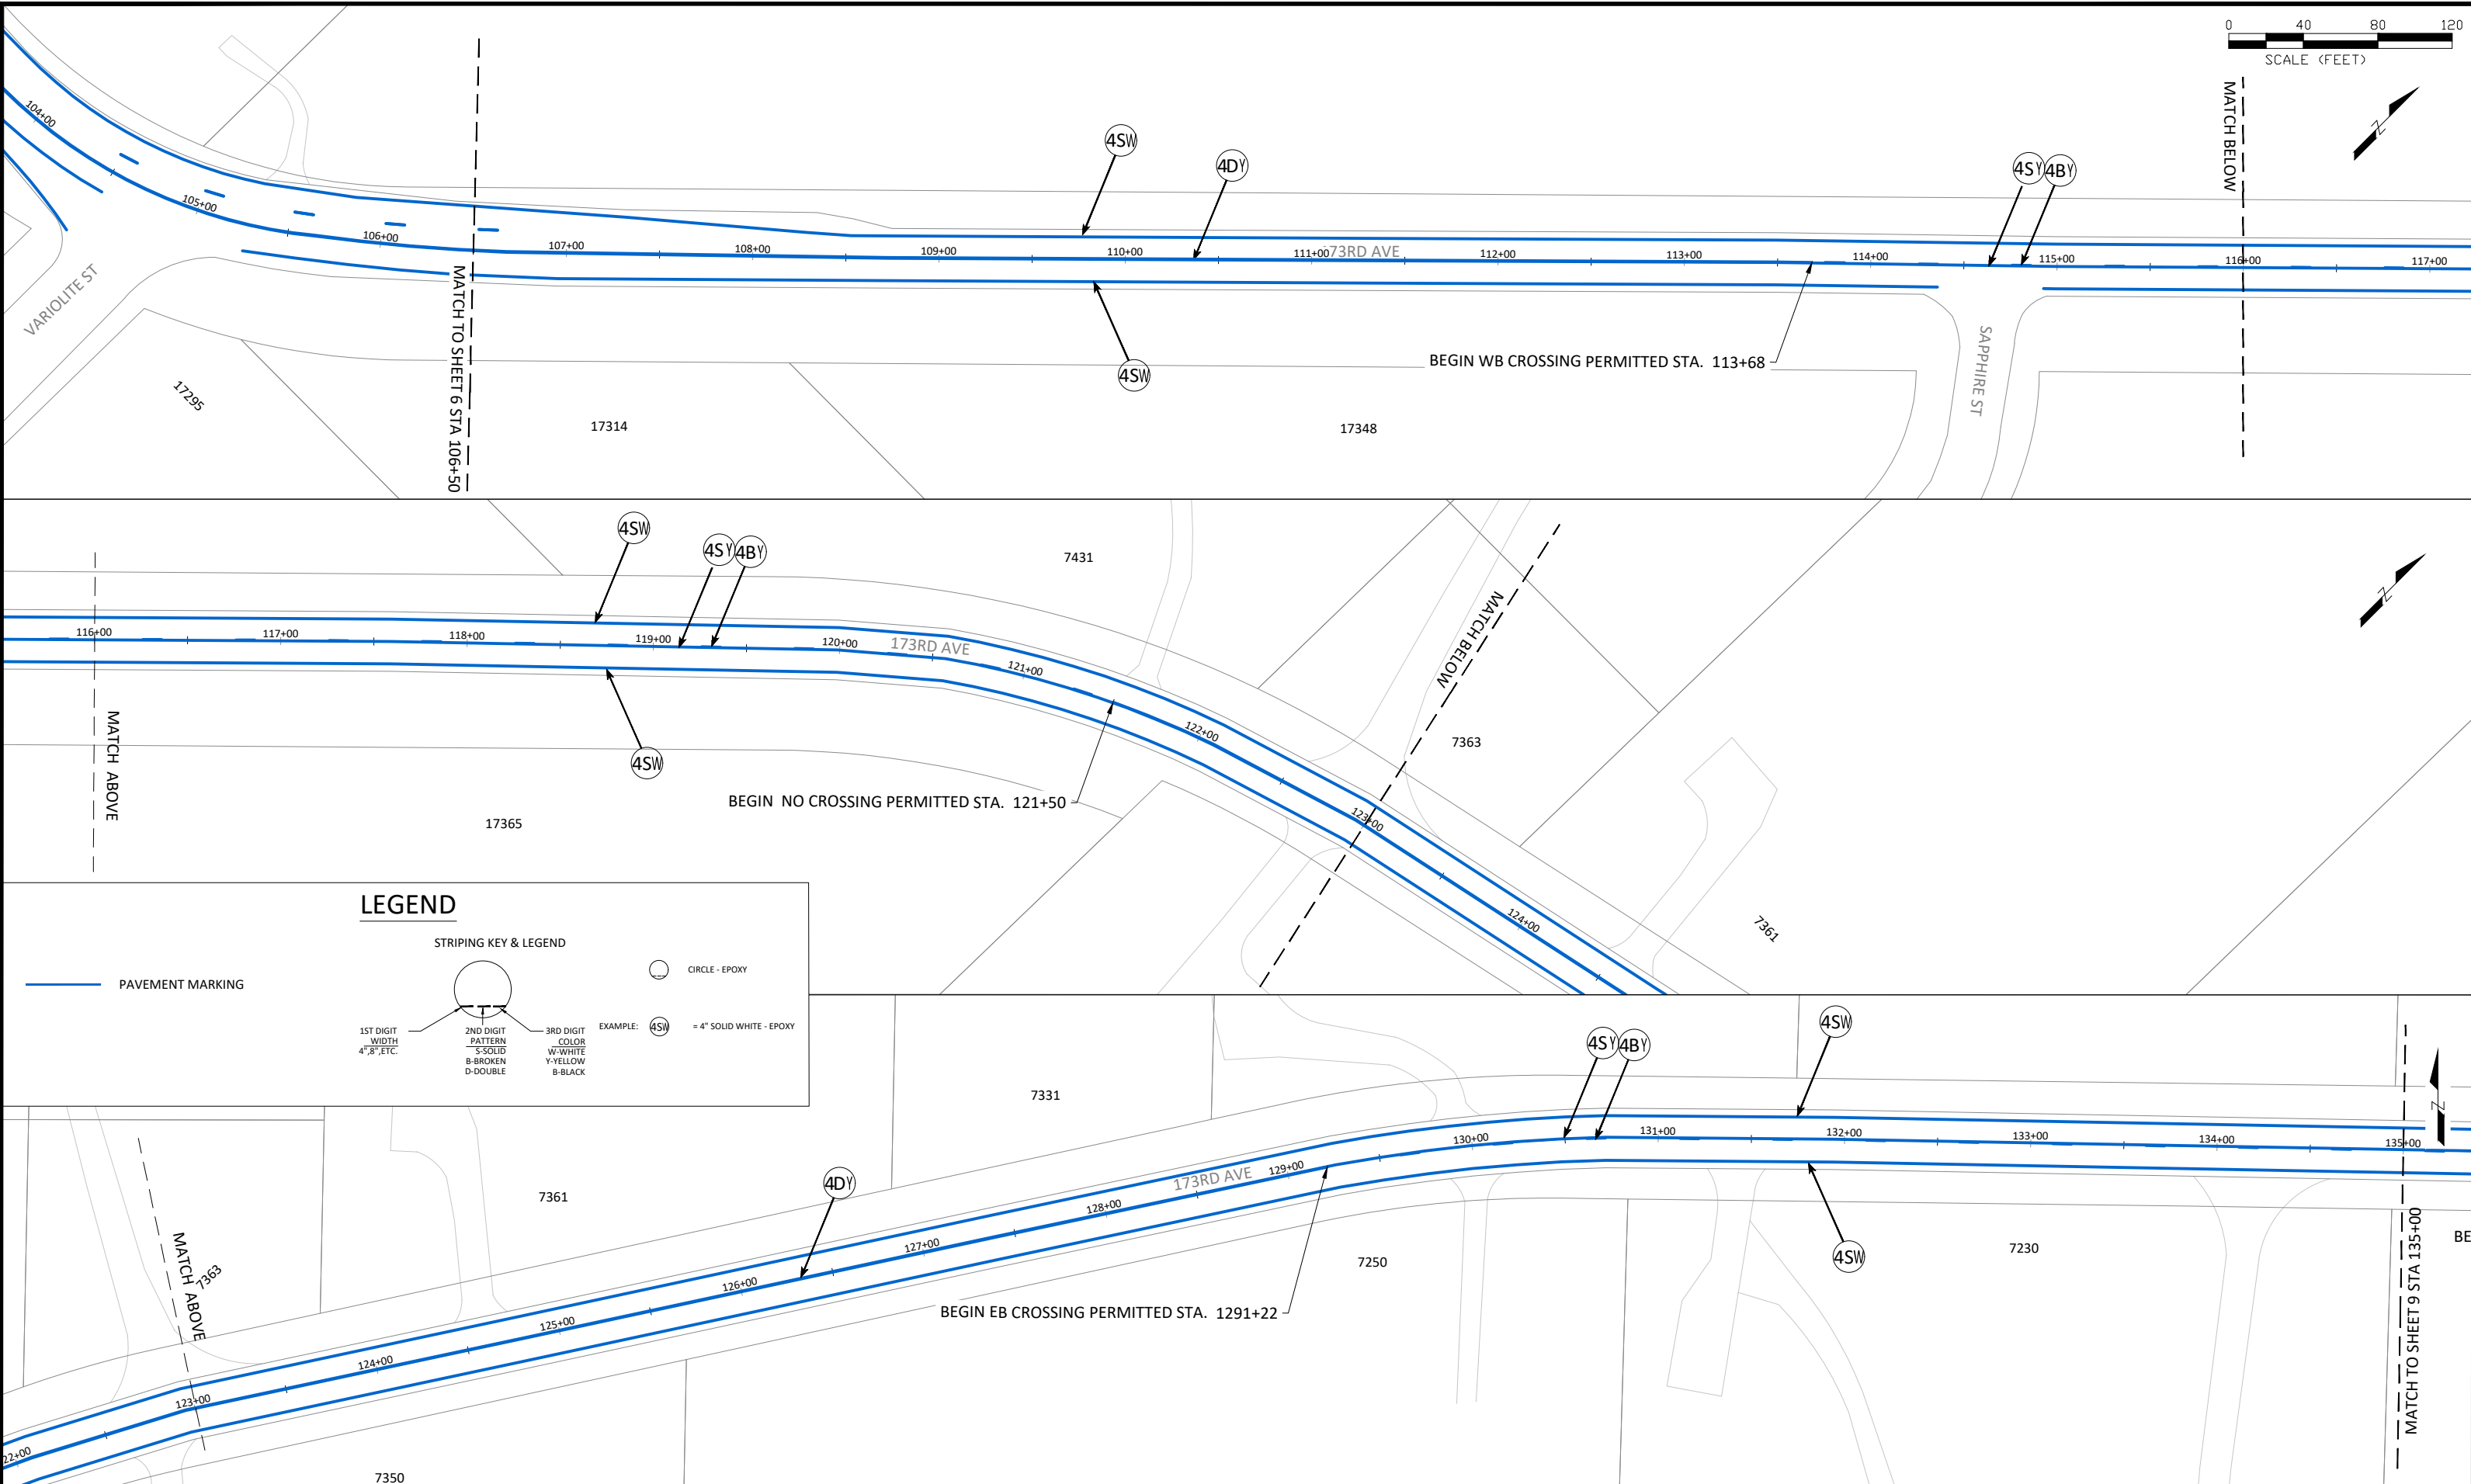 0 40 80 120
SCALE (FEET)
MATCH BELOW
N
104+00
105+00
106+00
107+00
108+00
109+00
110+00
111+00
173RD AVE
112+00
113+00
114+00
115+00
116+00
117+00
4SW
4DY
4SY
4BY
4SW
VARIOLITE ST
MATCH TO SHEET 6 STA 106+50
BEGIN WB CROSSING PERMITTED STA. 113+68
SAPPHIRE ST
17295
17314
17348
4SW
4SY
4BY
7431
N
116+00
117+00
118+00
119+00
120+00
173RD AVE
121+00
122+00
123+00
124+00
MATCH BELOW
MATCH ABOVE
4SW
7363
BEGIN NO CROSSING PERMITTED STA. 121+50
17365
7361
LEGEND
STRIPING KEY & LEGEND
PAVEMENT MARKING
CIRCLE - EPOXY
1ST DIGIT
WIDTH
4",8",ETC.
2ND DIGIT
PATTERN
S-SOLID
B-BROKEN
D-DOUBLE
3RD DIGIT
COLOR
W-WHITE
Y-YELLOW
B-BLACK
EXAMPLE:
4SW
= 4" SOLID WHITE - EPOXY
4SY
4BY
4SW
7331
N
22+00
123+00
124+00
125+00
126+00
127+00
128+00
173RD AVE
129+00
130+00
131+00
132+00
133+00
134+00
135+00
4DY
7361
MATCH ABOVE
7363
7250
7230
4SW
BEGIN EB CROSSING PERMITTED STA. 1291+22
MATCH TO SHEET 9 STA 135+00
BE
7350